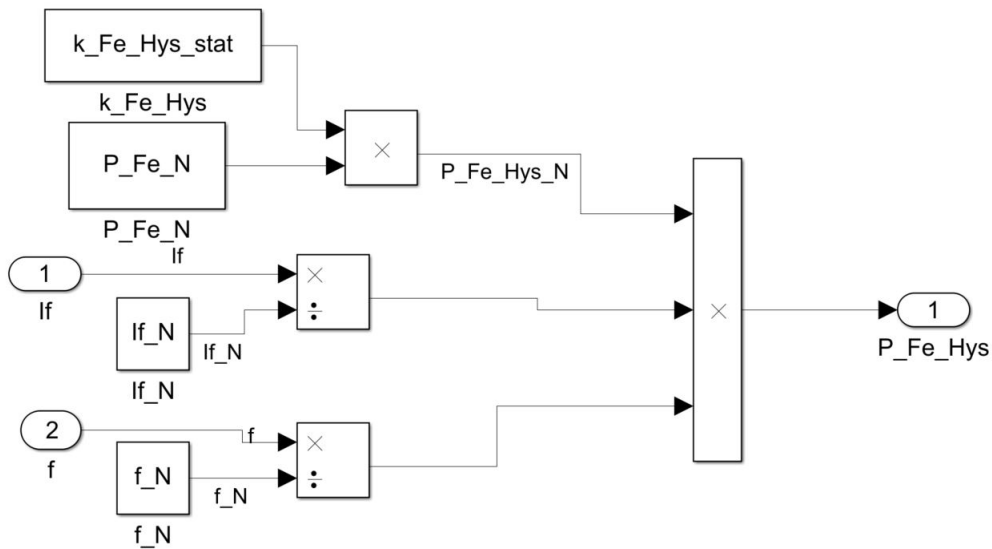 k_Fe_Hys_stat
k_Fe_Hys
P_Fe_N
P_Fe_N
×
P_Fe_Hys_N
If
1
If
×
÷
If_N
If_N
If_N
×
1
P_Fe_Hys
2
f
f
×
÷
f_N
f_N
f_N